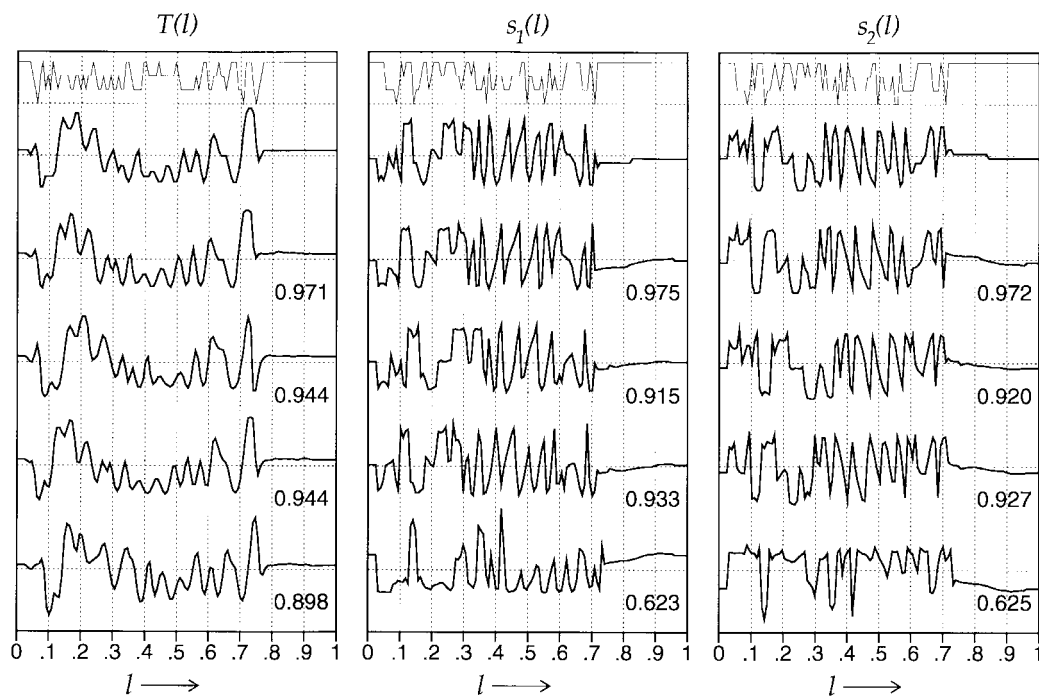 T(l) s₁(l) s₂(l)
0.971 0.975 0.972
0.944 0.915 0.920
0.944 0.933 0.927
0.898 0.623 0.625
0 .1 .2 .3 .4 .5 .6 .7 .8 .9 1 0 .1 .2 .3 .4 .5 .6 .7 .8 .9 1 0 .1 .2 .3 .4 .5 .6 .7 .8 .9 1
l → l → l →